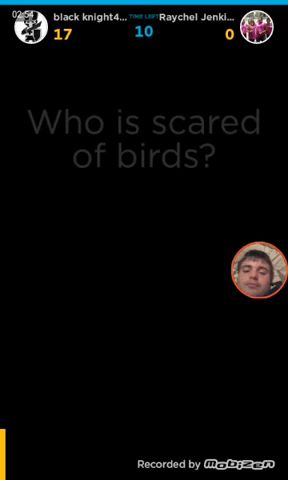 02:54
black knight4... TIME LEFT Raychel Jenki...
17 10 0
Who is scared
of birds?
Recorded by mobizen